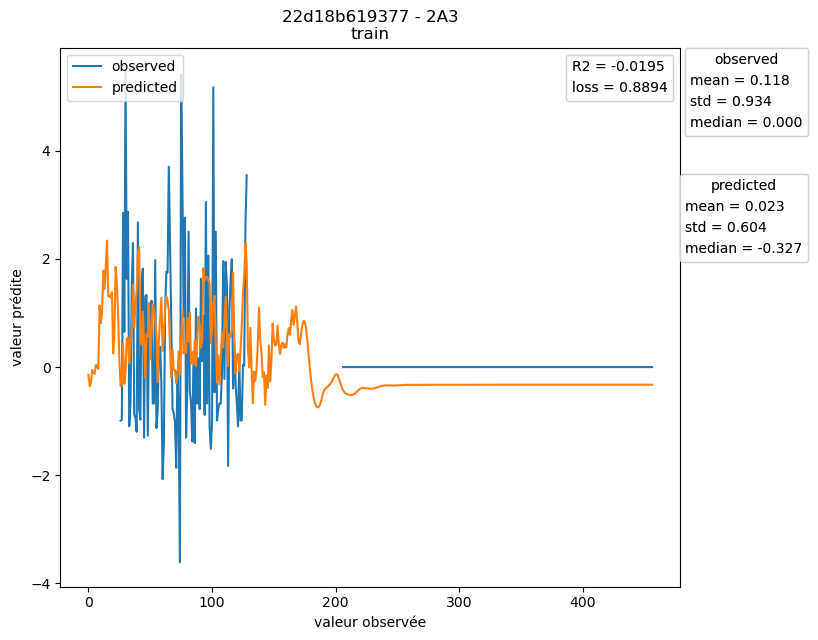 22d18b619377 - 2A3
train
observed
predicted
R2 = -0.0195
loss = 0.8894
observed
mean = 0.118
std = 0.934
median = 0.000
predicted
mean = 0.023
std = 0.604
median = -0.327
valeur prédite
4
2
0
−2
−4
0
100
200
300
400
valeur observée